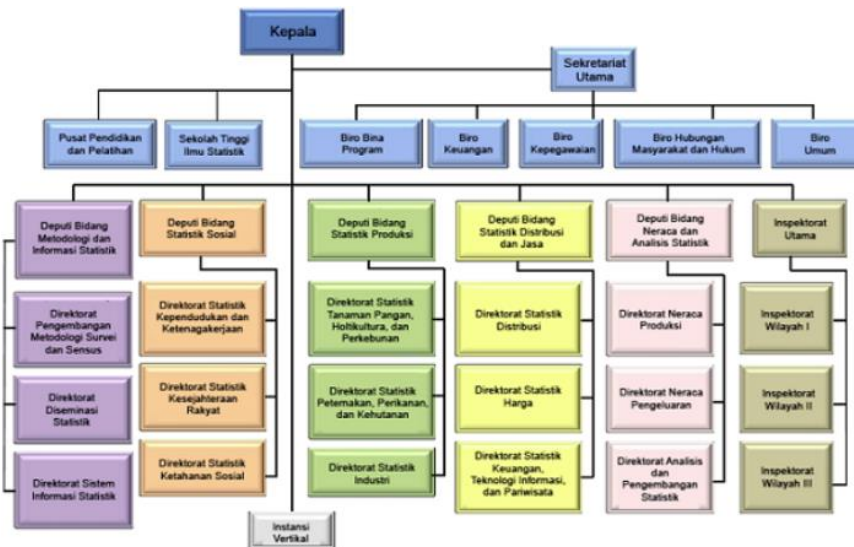 Kepala
Sekretariat
Utama
Pusat Pendidikan
dan Pelatihan
Sekolah Tinggi
Ilmu Statistik
Biro Bina
Program
Biro
Keuangan
Biro
Kepegawaian
Biro Hubungan
Masyarakat dan Hukum
Biro
Umum
Deputi Bidang
Metodologi dan
Informasi Statistik
Deputi Bidang
Statistik Sosial
Deputi Bidang
Statistik Produksi
Deputi Bidang
Statistik Distribusi
dan Jasa
Deputi Bidang
Neraca dan
Analisis Statistik
Inspektorat
Utama
Direktorat
Pengembangan
Metodologi Survei
dan Sensus
Direktorat Statistik
Kependudukan dan
Ketenagakerjaan
Direktorat Statistik
Tanaman Pangan,
Holtikultura, dan
Perkebunan
Direktorat Statistik
Distribusi
Direktorat Neraca
Produksi
Inspektorat
Wilayah I
Direktorat
Diseminasi
Statistik
Direktorat Statistik
Kesejahteraan
Rakyat
Direktorat Statistik
Peternakan, Perikanan,
dan Kehutanan
Direktorat Statistik
Harga
Direktorat Neraca
Pengeluaran
Inspektorat
Wilayah II
Direktorat Sistem
Informasi Statistik
Direktorat Statistik
Ketahanan Sosial
Direktorat Statistik
Industri
Direktorat Statistik
Keuangan,
Teknologi Informasi,
dan Pariwisata
Direktorat Analisis
dan
Pengembangan
Statistik
Inspektorat
Wilayah III
Instansi
Vertikal